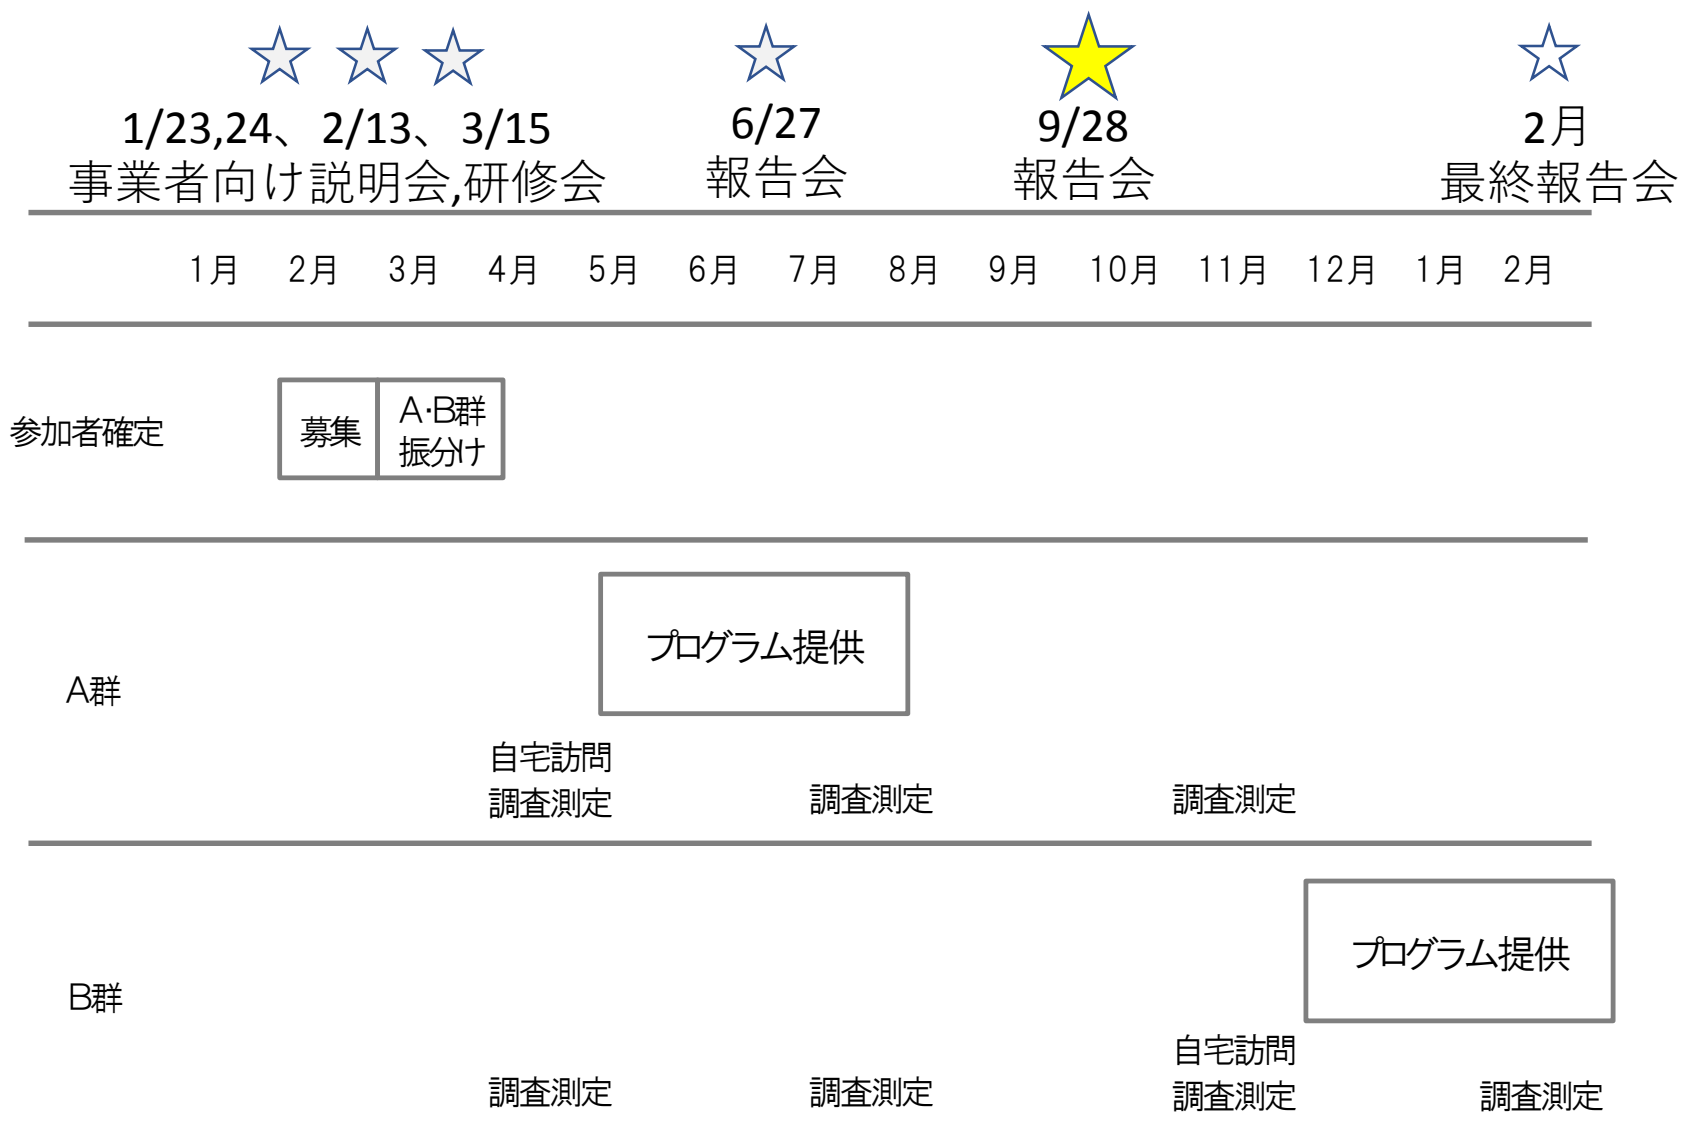 1/23,24、2/13、3/15
事業者向け説明会,研修会
6/27
報告会
9/28
報告会
2月
最終報告会
1月 2月 3月 4月 5月 6月 7月 8月 9月 10月 11月 12月 1月 2月
参加者確定
募集
A・B群
振分け
プログラム提供
A群
自宅訪問
調査測定
調査測定
調査測定
プログラム提供
B群
調査測定
調査測定
自宅訪問
調査測定
調査測定